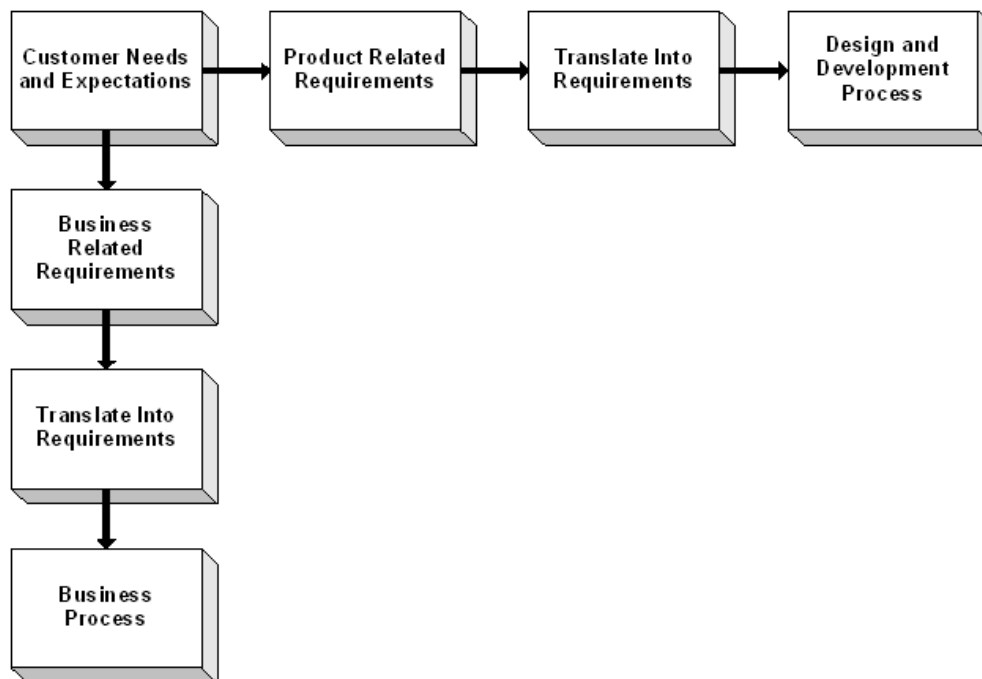 Customer Needs
and Expectations
Product Related
Requirements
Translate Into
Requirements
Design and
Development
Process
Business
Related
Requirements
Translate Into
Requirements
Business
Process